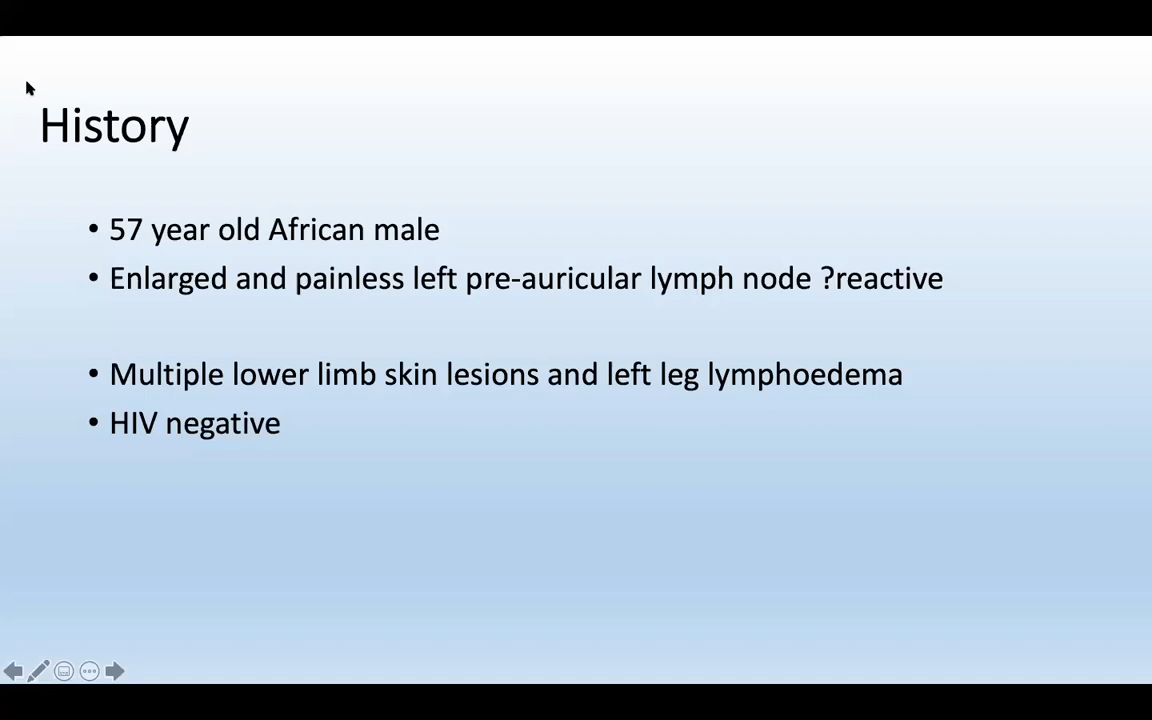 History
• 57 year old African male
• Enlarged and painless left pre-auricular lymph node ?reactive
• Multiple lower limb skin lesions and left leg lymphoedema
• HIV negative